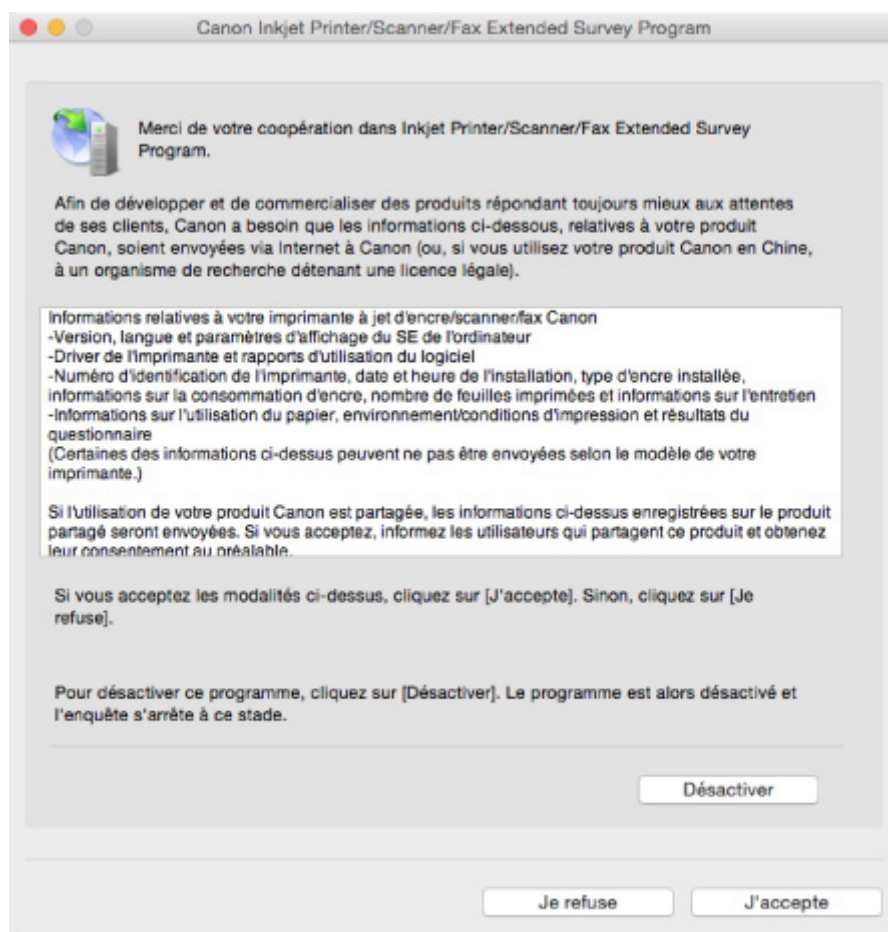 Canon Inkjet Printer/Scanner/Fax Extended Survey Program
Merci de votre coopération dans Inkjet Printer/Scanner/Fax Extended Survey
Program.
Afin de développer et de commercialiser des produits répondant toujours mieux aux attentes
de ses clients, Canon a besoin que les informations ci-dessous, relatives à votre produit
Canon, soient envoyées via Internet à Canon (ou, si vous utilisez votre produit Canon en Chine,
à un organisme de recherche détenant une licence légale).
Informations relatives à votre imprimante à jet d'encre/scanner/fax Canon
-Version, langue et paramètres d'affichage du SE de l'ordinateur
-Driver de l'imprimante et rapports d'utilisation du logiciel
-Numéro d'identification de l'imprimante, date et heure de l'installation, type d'encre installée,
informations sur la consommation d'encre, nombre de feuilles imprimées et informations sur l'entretien
-Informations sur l'utilisation du papier, environnement/conditions d'impression et résultats du
questionnaire
(Certaines des informations ci-dessus peuvent ne pas être envoyées selon le modèle de votre
imprimante.)
Si l'utilisation de votre produit Canon est partagée, les informations ci-dessus enregistrées sur le produit
partagé seront envoyées. Si vous acceptez, informez les utilisateurs qui partagent ce produit et obtenez
leur consentement au préalable.
Si vous acceptez les modalités ci-dessus, cliquez sur [J'accepte]. Sinon, cliquez sur [Je
refuse].
Pour désactiver ce programme, cliquez sur [Désactiver]. Le programme est alors désactivé et
l'enquête s'arrête à ce stade.
Désactiver
Je refuse
J'accepte